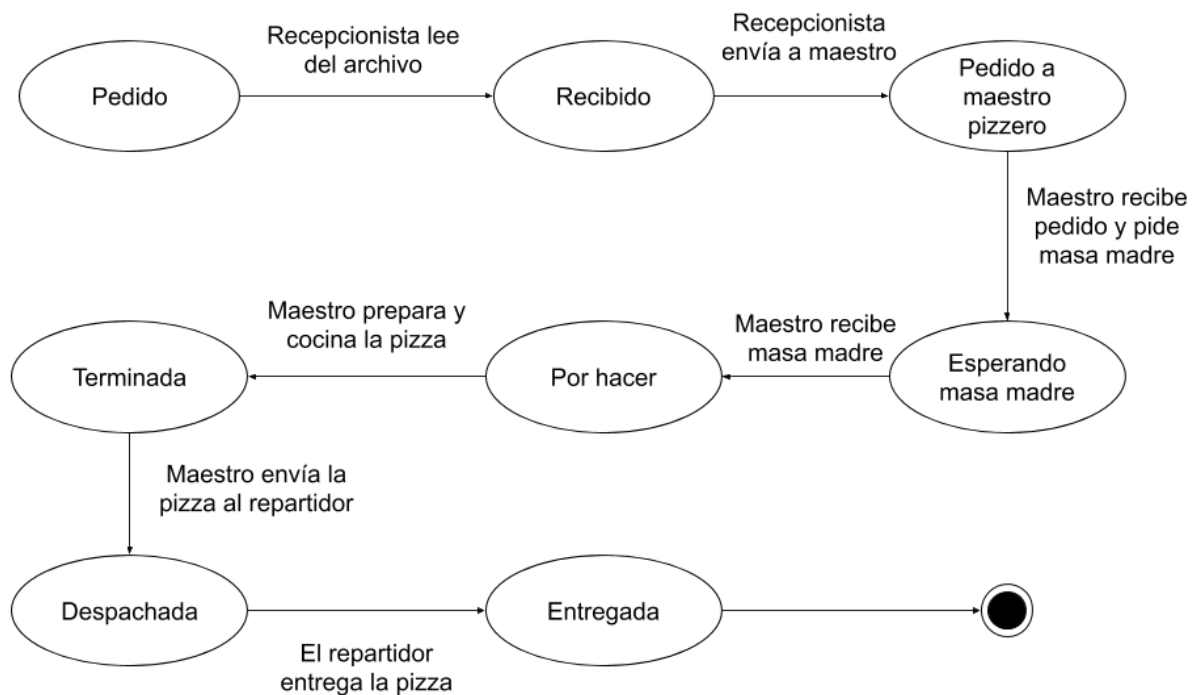 Pedido
Recepcionista lee
del archivo
Recibido
Recepcionista
envía a maestro
Pedido a
maestro
pizzero
Maestro recibe
pedido y pide
masa madre
Esperando
masa madre
Maestro recibe
masa madre
Por hacer
Maestro prepara y
cocina la pizza
Terminada
Maestro envía la
pizza al repartidor
Despachada
El repartidor
entrega la pizza
Entregada